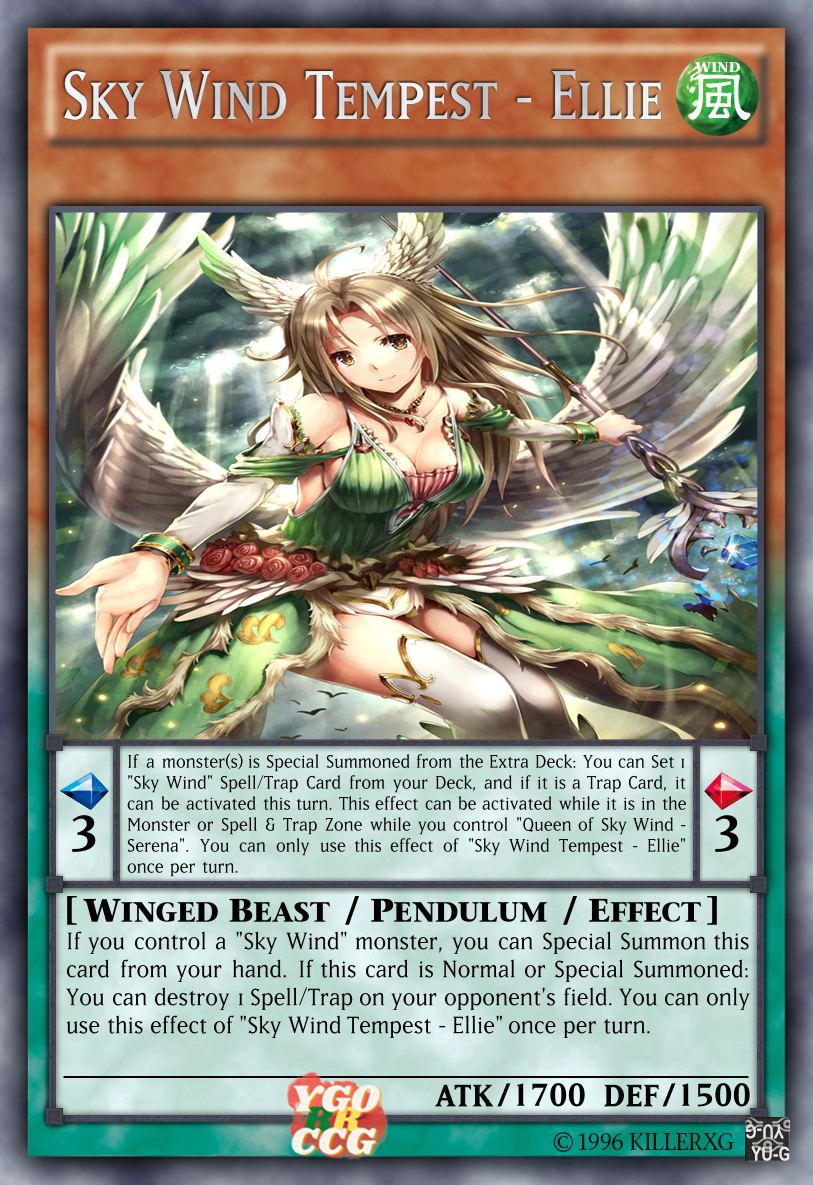 Sky Wind Tempest - Ellie
WIND
風
If a monster(s) is Special Summoned from the Extra Deck: You can Set 1
"Sky Wind" Spell/Trap Card from your Deck, and if it is a Trap Card, it
can be activated this turn. This effect can be activated while it is in the
Monster or Spell & Trap Zone while you control "Queen of Sky Wind -
Serena". You can only use this effect of "Sky Wind Tempest - Ellie"
once per turn.
3
3
[ Winged Beast / Pendulum / Effect ]
If you control a "Sky Wind" monster, you can Special Summon this
card from your hand. If this card is Normal or Special Summoned:
You can destroy 1 Spell/Trap on your opponent's field. You can only
use this effect of "Sky Wind Tempest - Ellie" once per turn.
ATK/1700 DEF/1500
YGO
CCG
© 1996 KILLERXG
YU-G